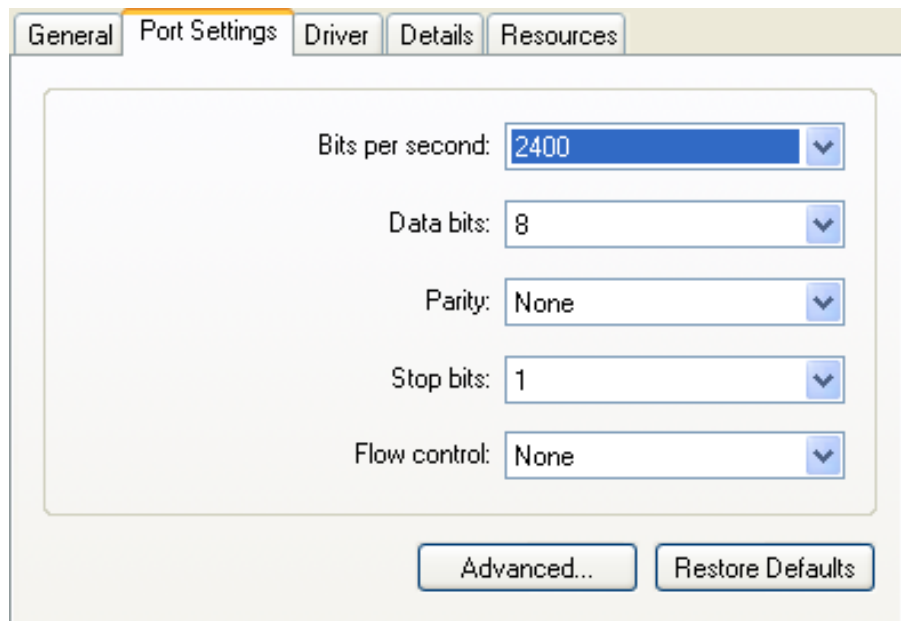 General Port Settings Driver Details Resources
Bits per second: 2400
Data bits: 8
Parity: None
Stop bits: 1
Flow control: None
Advanced... Restore Defaults